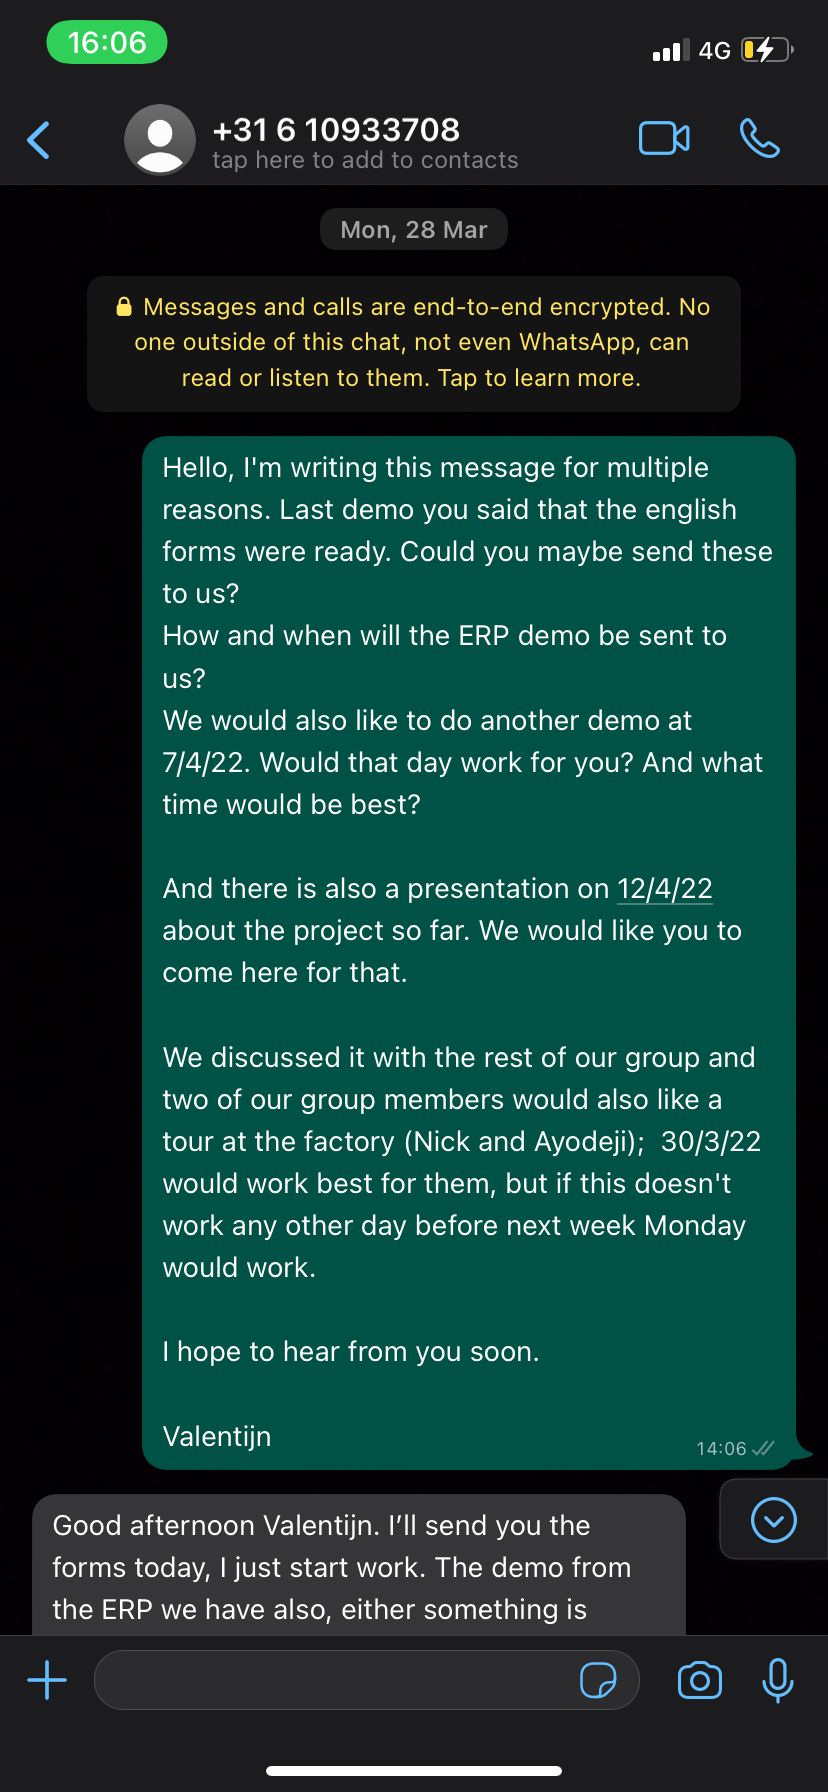 16:06
4G
+31 6 10933708
tap here to add to contacts
Mon, 28 Mar
Messages and calls are end-to-end encrypted. No
one outside of this chat, not even WhatsApp, can
read or listen to them. Tap to learn more.
Hello, I'm writing this message for multiple
reasons. Last demo you said that the english
forms were ready. Could you maybe send these
to us?
How and when will the ERP demo be sent to
us?
We would also like to do another demo at
7/4/22. Would that day work for you? And what
time would be best?
And there is also a presentation on 12/4/22
about the project so far. We would like you to
come here for that.
We discussed it with the rest of our group and
two of our group members would also like a
tour at the factory (Nick and Ayodeji);  30/3/22
would work best for them, but if this doesn't
work any other day before next week Monday
would work.
I hope to hear from you soon.
Valentijn
14:06
Good afternoon Valentijn. I’ll send you the
forms today, I just start work. The demo from
the ERP we have also, either something is